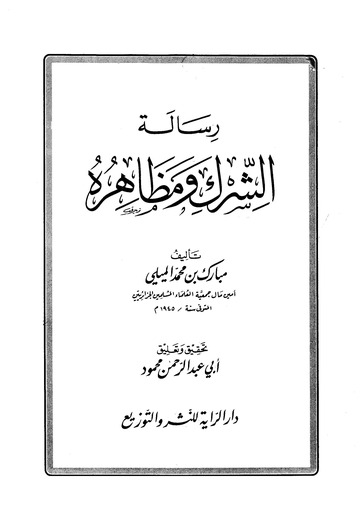 رسالة
الشرك ومظاهره
تأليف
مبارك بن محمد الميلي
أمين مال جمعية العلماء المسلمين الجزائريين
المتوفى سنة / ١٩٤٥ م
تحقيق وتعليق
أبي عبد الرحمن محمود
دار الراية للنشر والتوزيع